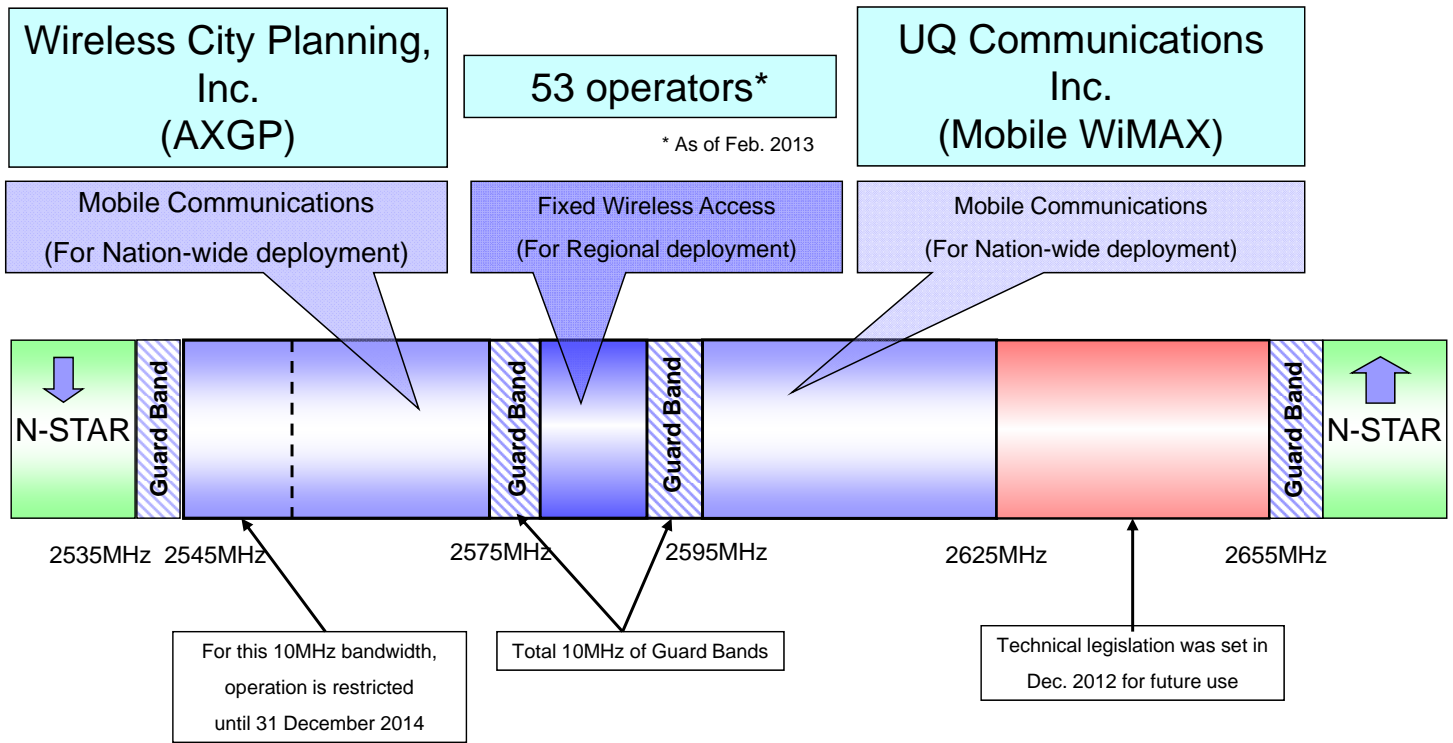 Wireless City Planning,
Inc.
(AXGP)
53 operators*
* As of Feb. 2013
UQ Communications
Inc.
(Mobile WiMAX)
Mobile Communications
(For Nation-wide deployment)
Fixed Wireless Access
(For Regional deployment)
Mobile Communications
(For Nation-wide deployment)
N-STAR
Guard Band
Guard Band
Guard Band
Guard Band
N-STAR
2535MHz
2545MHz
2575MHz
2595MHz
2625MHz
2655MHz
For this 10MHz bandwidth,
operation is restricted
until 31 December 2014
Total 10MHz of Guard Bands
Technical legislation was set in
Dec. 2012 for future use